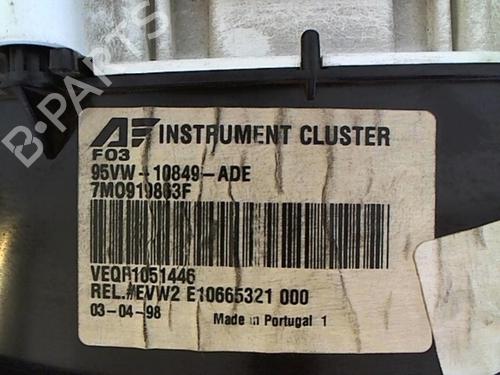 AE INSTRUMENT CLUSTER
F03
95VW-10849-ADE
7M0919863F
VEQR1051446
REL.#EVW2 E10665321 000
03-04-98 Made in Portugal 1
B-PARTS